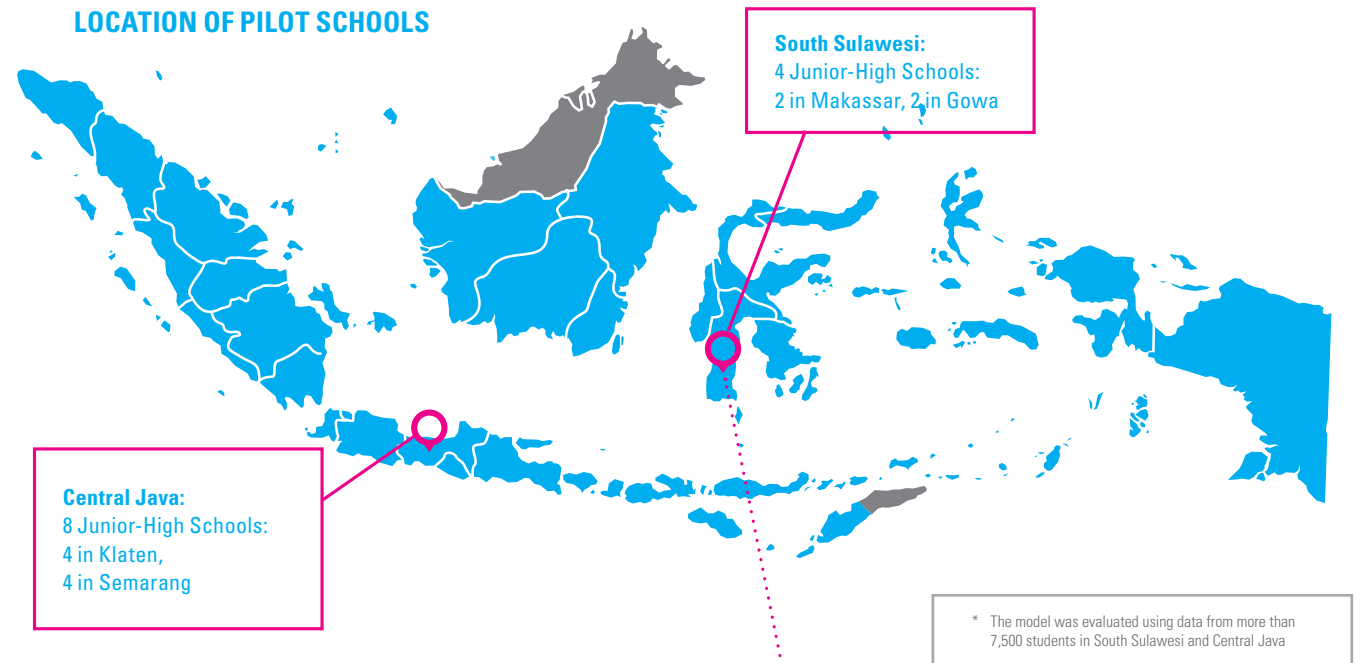 LOCATION OF PILOT SCHOOLS
South Sulawesi:
4 Junior-High Schools:
2 in Makassar, 2 in Gowa
Central Java:
8 Junior-High Schools:
4 in Klaten,
4 in Semarang
* The model was evaluated using data from more than
7,500 students in South Sulawesi and Central Java